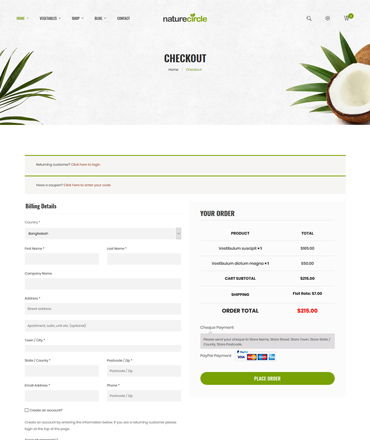 HOME VEGETABLES SHOP BLOG CONTACT
naturecircle
CHECKOUT
Home Checkout
Returning customer? Click here to login
Have a coupon? Click here to enter your code
Billing Details
Country *
Bangladesh
First Name * Last Name *
Company Name
Address *
Street address
Apartment, suite, unit etc. (optional)
Town / City *
State / County * Postcode / Zip *
Postcode / Zip
Email Address * Phone *
Postcode / Zip
Create an account?
Create an account by entering the information below. If you are a returning customer please
login at the top of the page.
YOUR ORDER
PRODUCT TOTAL
Vestibulum suscipit × 1 $165.00
Vestibulum dictum magna × 1 $50.00
CART SUBTOTAL $215.00
SHIPPING Flat Rate: $7.00
ORDER TOTAL $215.00
Cheque Payment
Please send your cheque to Store Name, Store Street, Store Town, Store State /
County, Store Postcode.
PayPal Payment
PLACE ORDER